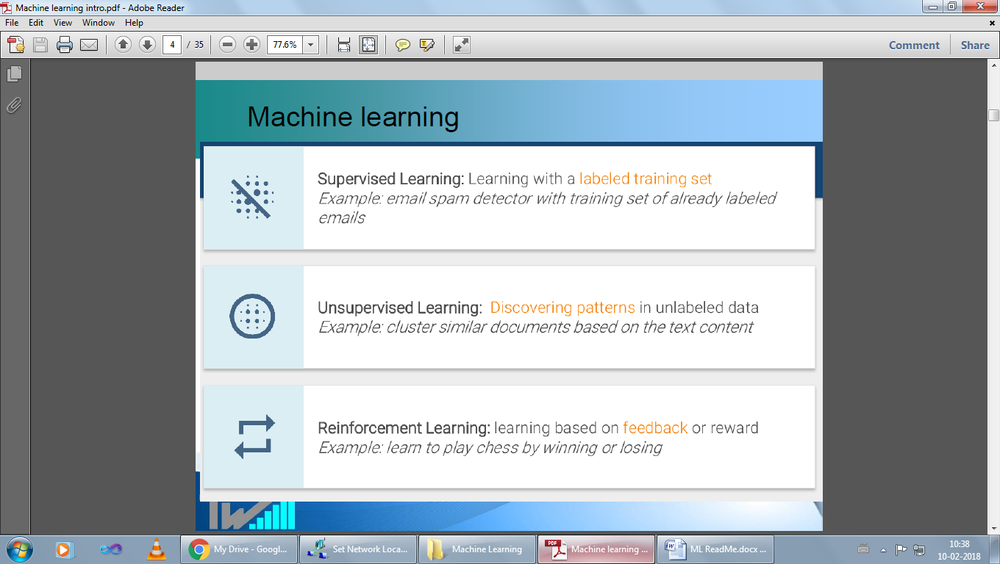 Machine learning intro.pdf - Adobe Reader
File Edit View Window Help
4 / 35 77.6% Comment Share
Machine learning
Supervised Learning: Learning with a labeled training set
Example: email spam detector with training set of already labeled
emails
Unsupervised Learning: Discovering patterns in unlabeled data
Example: cluster similar documents based on the text content
Reinforcement Learning: learning based on feedback or reward
Example: learn to play chess by winning or losing
My Drive - Googl... Set Network Loca... Machine Learning Machine learning ... ML ReadMe.docx ...
10:38
10-02-2018